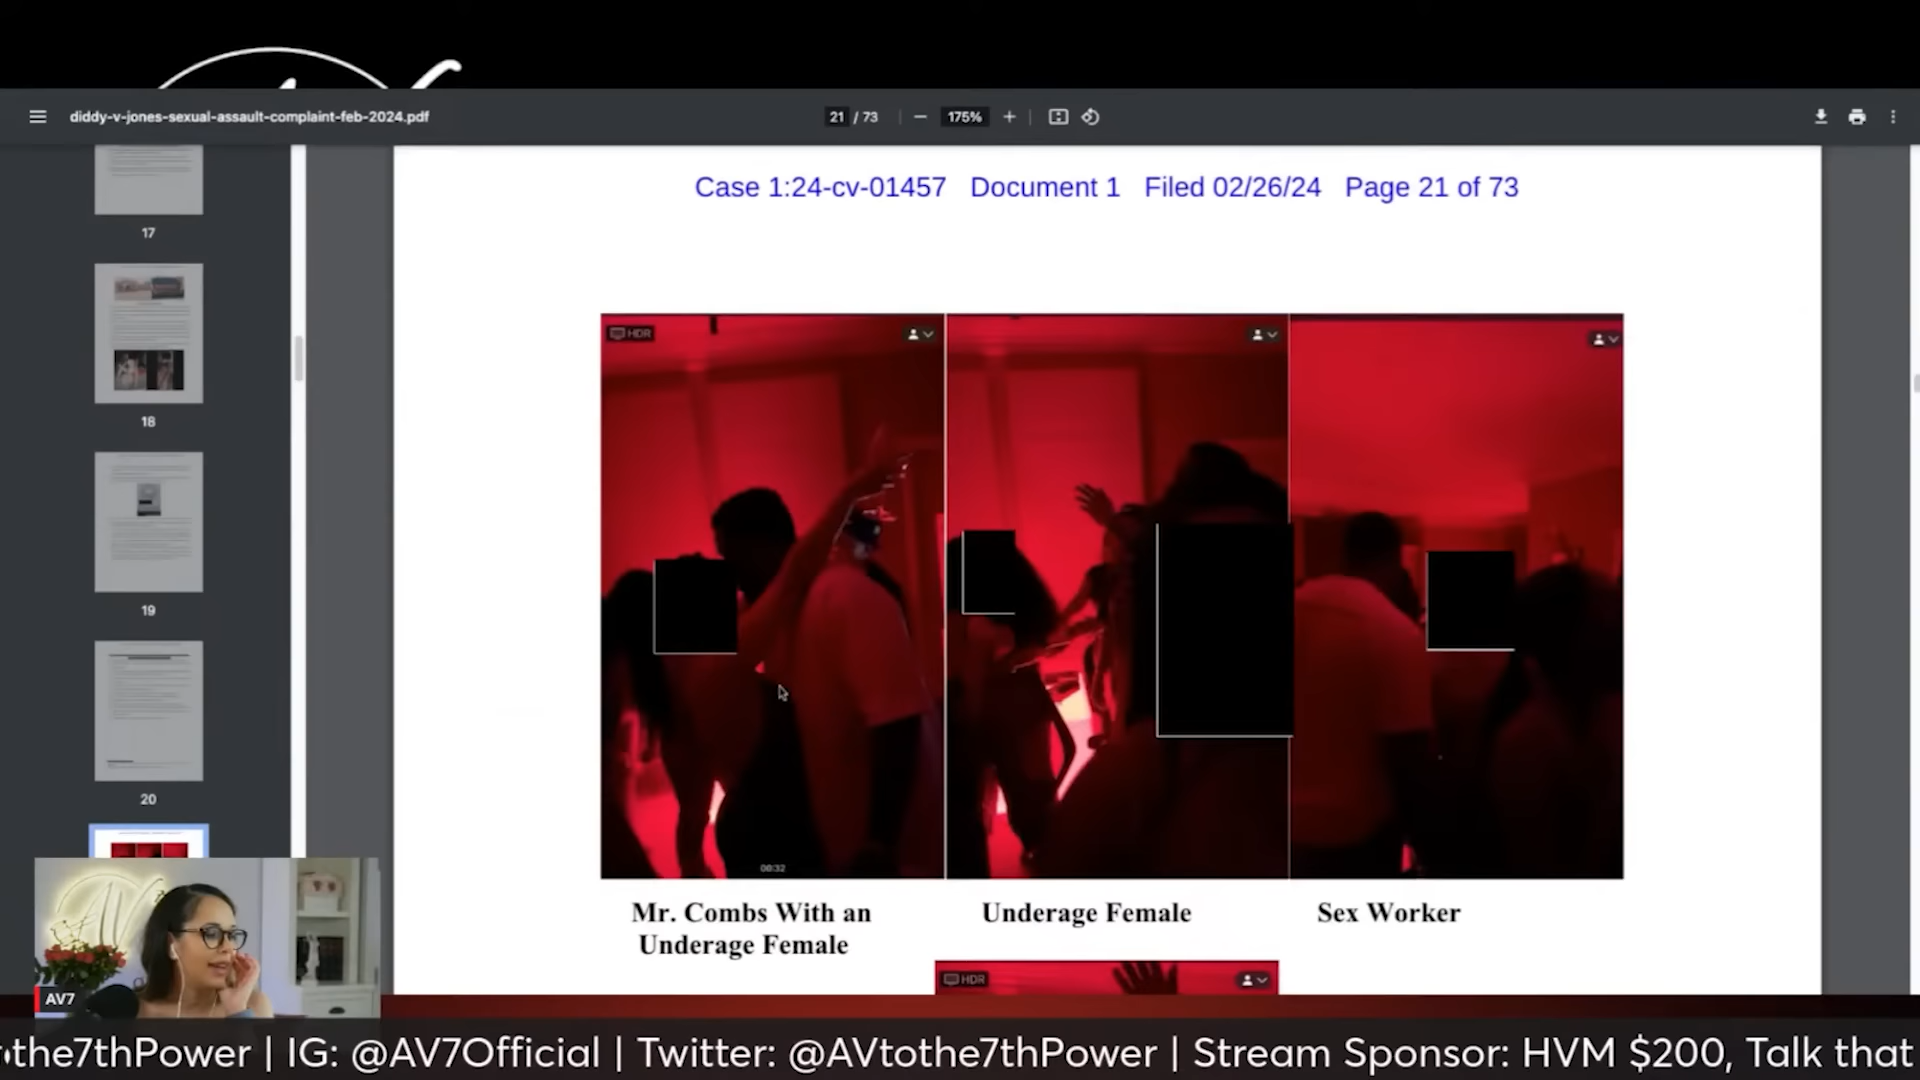 diddy-v-jones-sexual-assault-complaint-feb-2024.pdf
21 / 73
175%
Case 1:24-cv-01457 Document 1 Filed 02/26/24 Page 21 of 73
17
18
19
20
HDR
00:32
Mr. Combs With an
Underage Female
Underage Female
Sex Worker
HDR
AV7
the7thPower | IG: @AV7Official | Twitter: @AVtothe7thPower | Stream Sponsor: HVM $200, Talk that